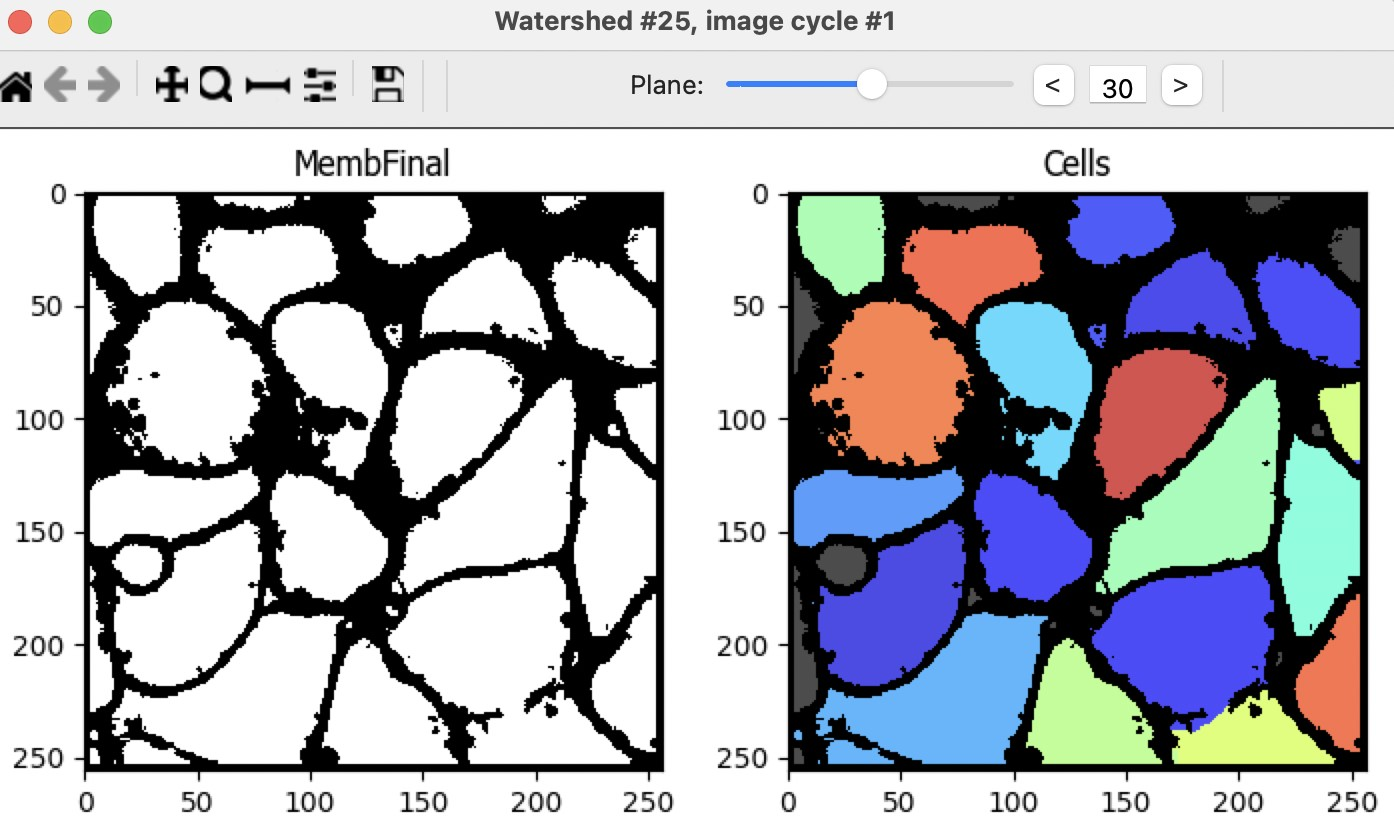 Watershed #25, image cycle #1
Plane: < 30 >
MembFinal Cells
0 0
50 50
100 100
150 150
200 200
250 250
0 50 100 150 200 250 0 50 100 150 200 250